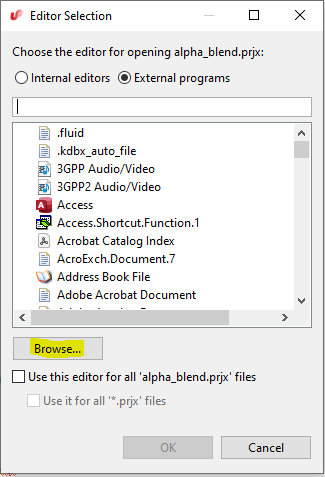 Editor Selection
Choose the editor for opening alpha_blend.prjx:
Internal editors External programs
.fluid
.kdbx_auto_file
3GPP Audio/Video
3GPP2 Audio/Video
Access
Access.Shortcut.Function.1
Acrobat Catalog Index
AcroExch.Document.7
Address Book File
Adobe Acrobat Document
Browse...
Use this editor for all 'alpha_blend.prjx' files
Use it for all '*.prjx' files
OK Cancel